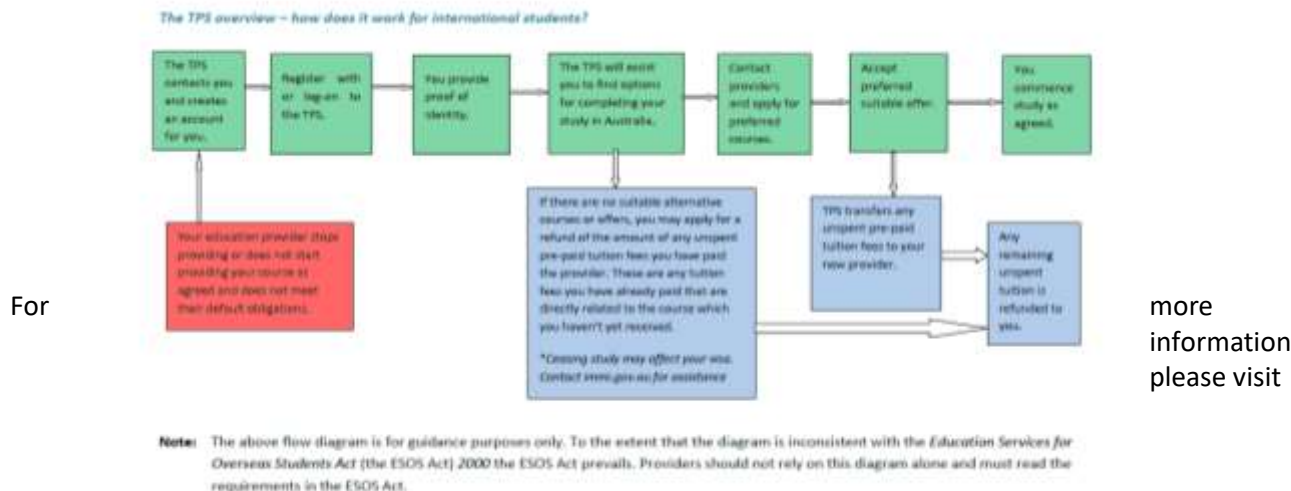 The TPS overview – how does it work for international students?
The TPS
contacts you
and creates
an account
for you.
Register with
or log-on to
the TPS.
You provide
proof of
identity.
The TPS will assist
you to find options
for completing your
study in Australia.
Contact
providers
and apply for
preferred
courses.
Accept
preferred
suitable offer.
You
commence
study as
agreed.
Your education provider stops
providing or does not start
providing your course as
agreed and does not meet
their default obligations.
If there are no suitable alternative
courses or offers, you may apply for a
refund of the amount of any unspent
pre-paid tuition fees you have paid
the provider. These are any tuition
fees you have already paid that are
directly related to the course which
you haven't yet received.
*Ceasing study may affect your visa.
Contact immi.gov.au for assistance
TPS transfers any
unspent pre-paid
tuition fees to your
new provider.
Any
remaining
unspent
tuition is
refunded to
you.
For
more
information
please visit
Note: The above flow diagram is for guidance purposes only. To the extent that the diagram is inconsistent with the Education Services for
Overseas Students Act (the ESOS Act) 2000 the ESOS Act prevails. Providers should not rely on this diagram alone and must read the
requirements in the ESOS Act.